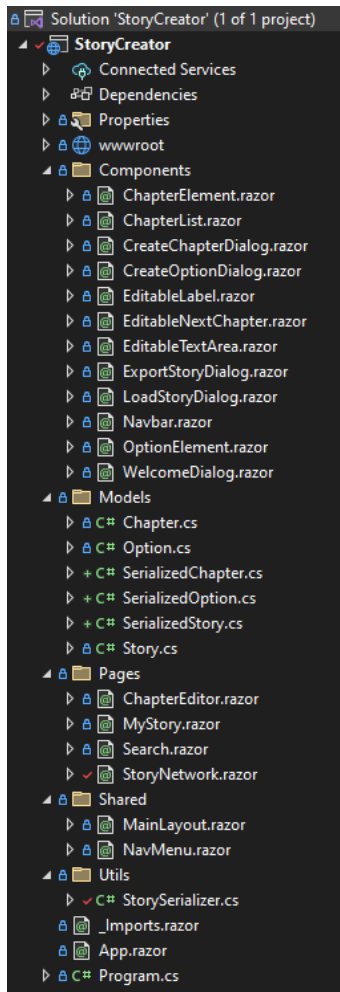 Solution 'StoryCreator' (1 of 1 project)
StoryCreator
Connected Services
Dependencies
Properties
wwwroot
Components
ChapterElement.razor
ChapterList.razor
CreateChapterDialog.razor
CreateOptionDialog.razor
EditableLabel.razor
EditableNextChapter.razor
EditableTextArea.razor
ExportStoryDialog.razor
LoadStoryDialog.razor
Navbar.razor
OptionElement.razor
WelcomeDialog.razor
Models
C# Chapter.cs
C# Option.cs
+ C# SerializedChapter.cs
+ C# SerializedOption.cs
+ C# SerializedStory.cs
C# Story.cs
Pages
ChapterEditor.razor
MyStory.razor
Search.razor
StoryNetwork.razor
Shared
MainLayout.razor
NavMenu.razor
Utils
C# StorySerializer.cs
_Imports.razor
App.razor
C# Program.cs